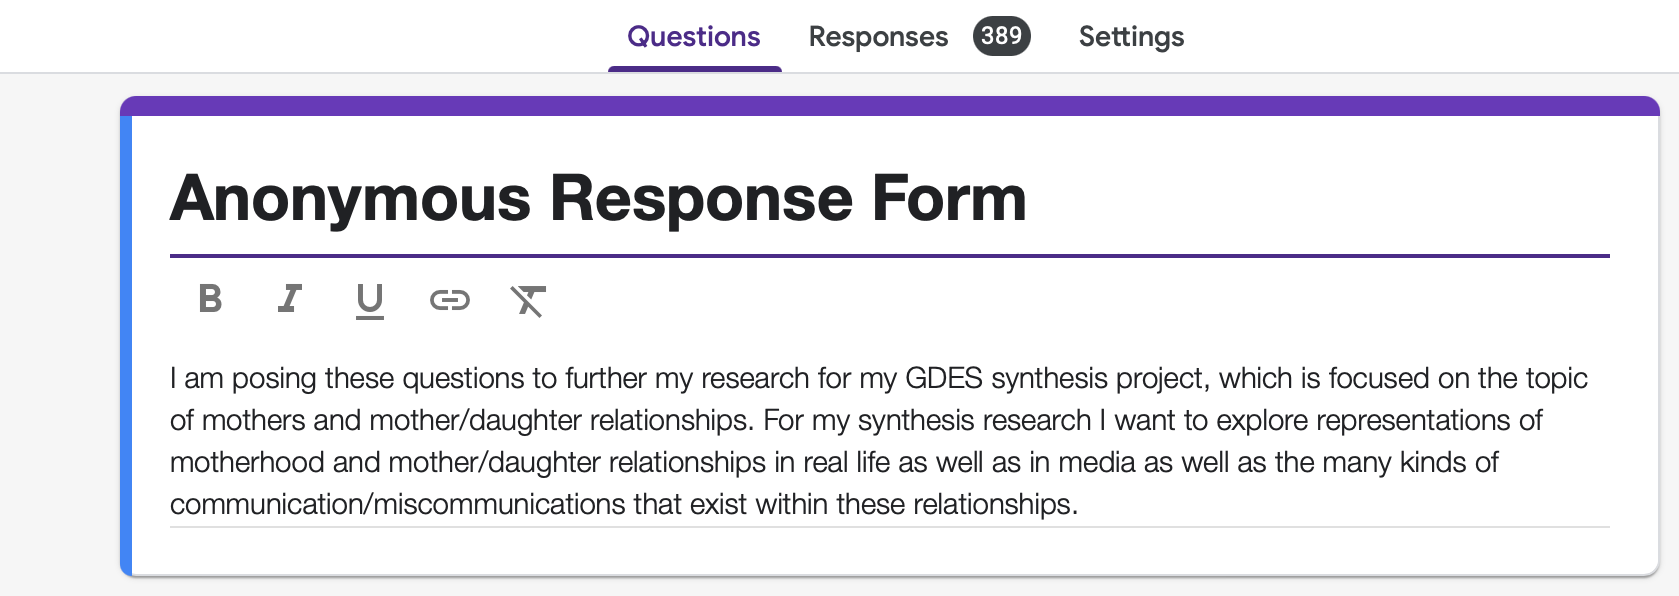 Questions Responses 389 Settings
Anonymous Response Form
B I U
I am posing these questions to further my research for my GDES synthesis project, which is focused on the topic
of mothers and mother/daughter relationships. For my synthesis research I want to explore representations of
motherhood and mother/daughter relationships in real life as well as in media as well as the many kinds of
communication/miscommunications that exist within these relationships.